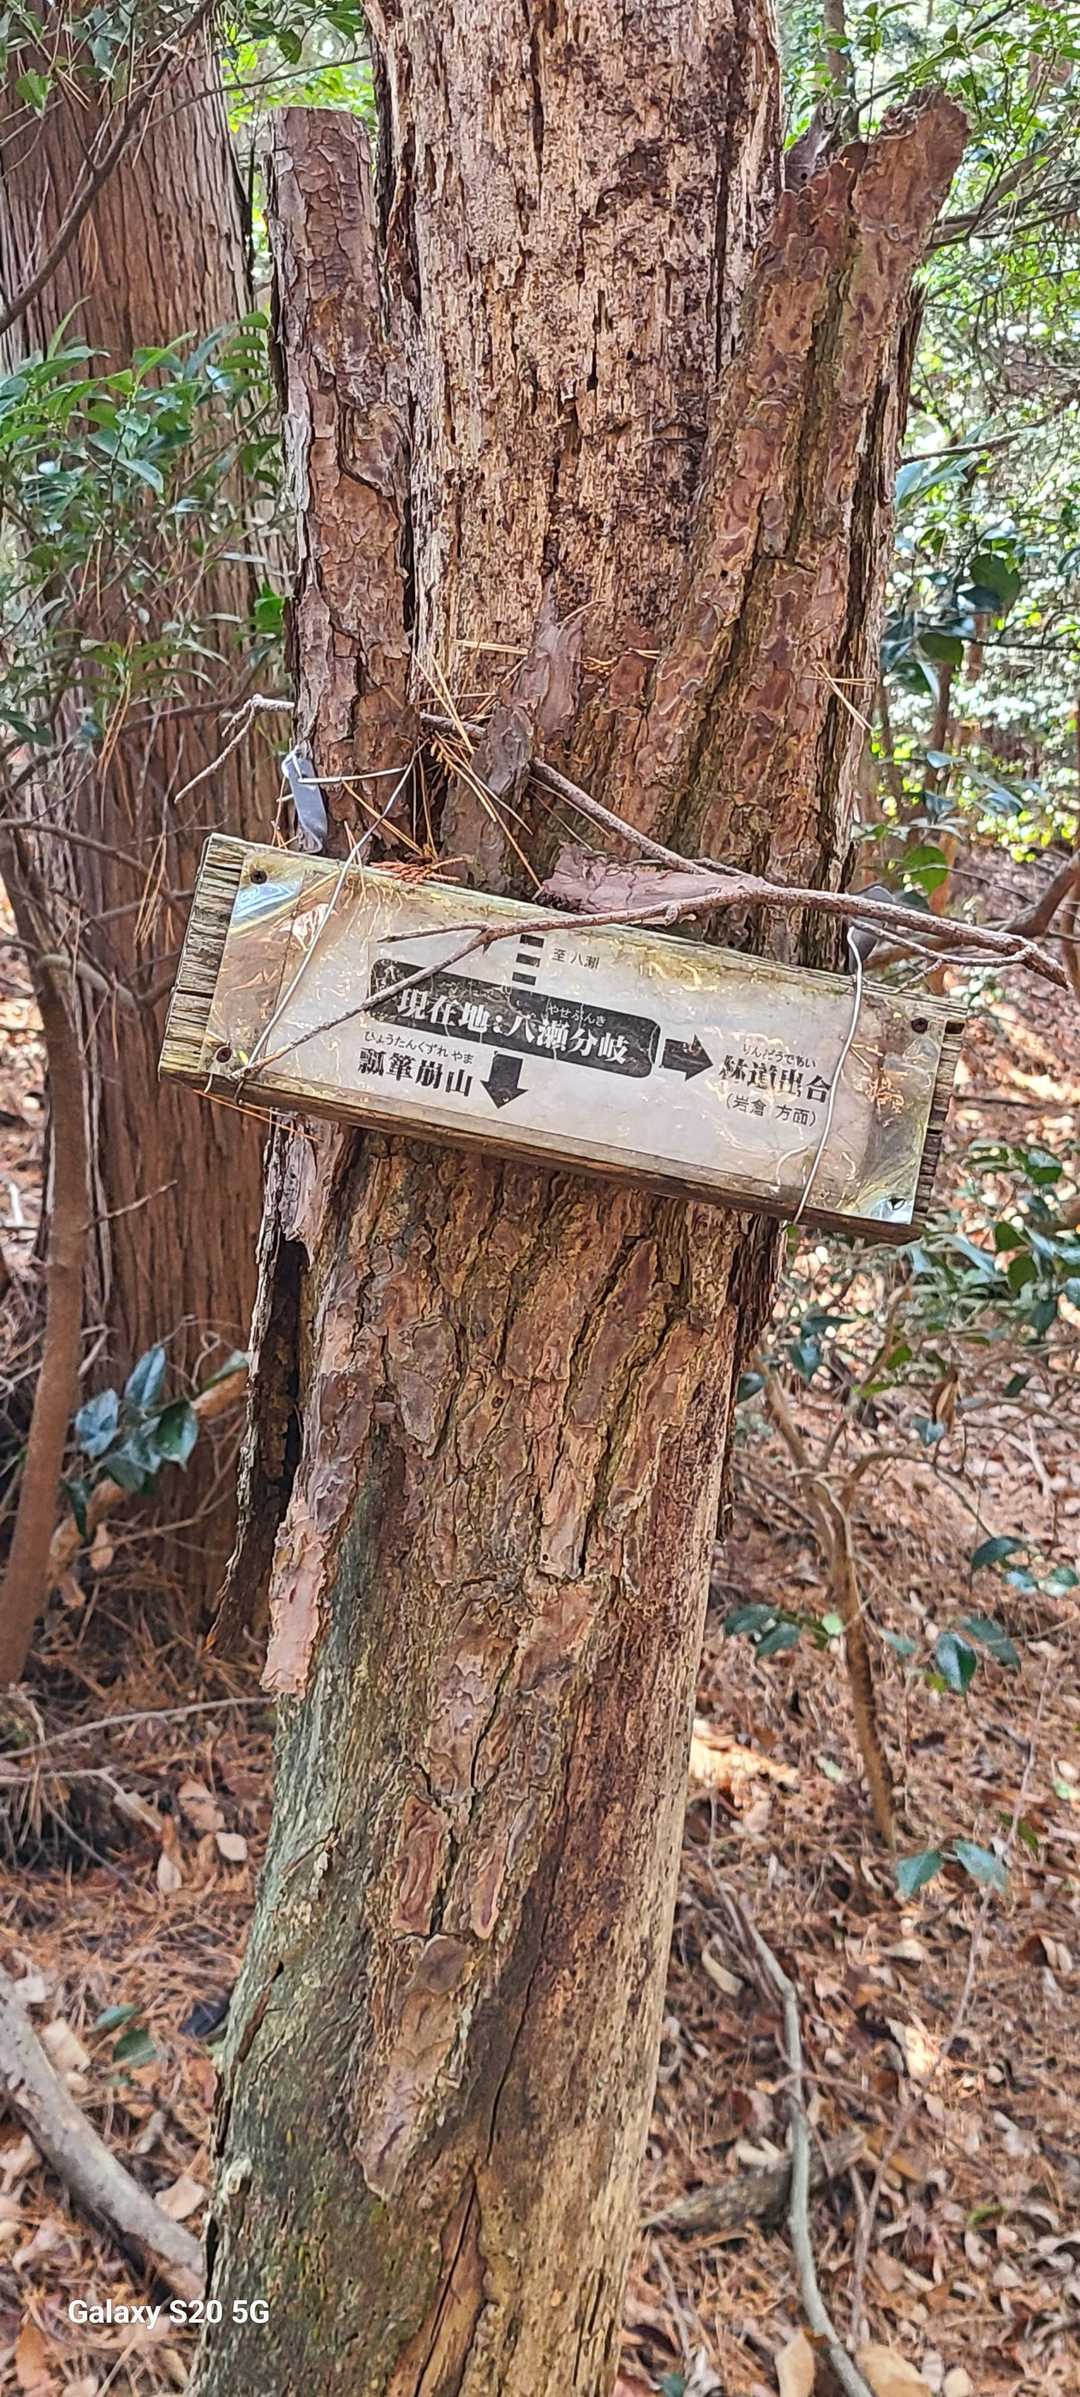 至 八瀬
やせぶんき
現在地:八瀬分岐
りんどうであい
林道出合
(岩倉 方面)
ひょうたんくずれ やま
瓢箪崩山
Galaxy S20 5G